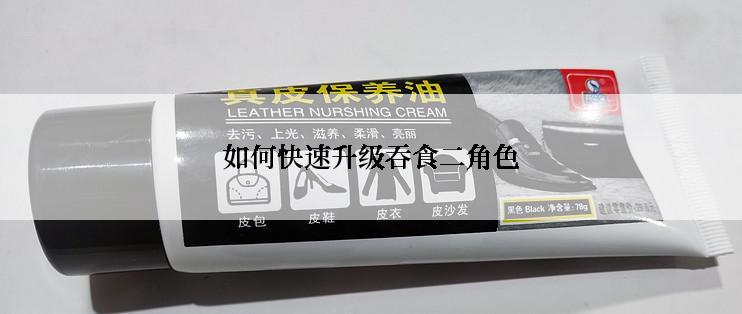 真皮保养油
LEATHER NURSHING CREAM
去污、上光、滋养、柔滑、亮丽
如何快速升级吞食二角色
皮包
皮鞋
皮衣
皮沙发
黑色 Black 净含量:78g